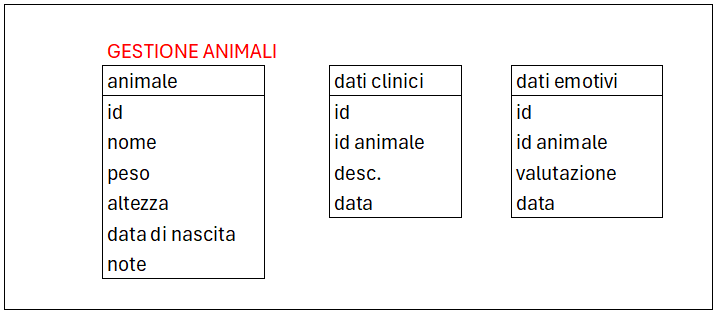 GESTIONE ANIMALI
animale
id
nome
peso
altezza
data di nascita
note
dati clinici
id
id animale
desc.
data
dati emotivi
id
id animale
valutazione
data